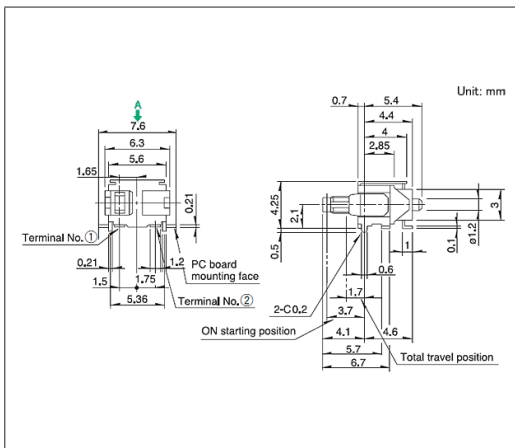 A
7.6
6.3
5.6
1.65
0.21
Terminal No.①
PC board
mounting face
0.21
1.2
1.5
1.75
Terminal No.②
5.36
Unit: mm
0.7
5.4
4.4
4
2.85
4.25
2.1
0.5
3
ø1.2
0.1
1
0.6
2-C0.2
1.7
ON starting position
3.7
4.1
4.6
Total travel position
5.7
6.7